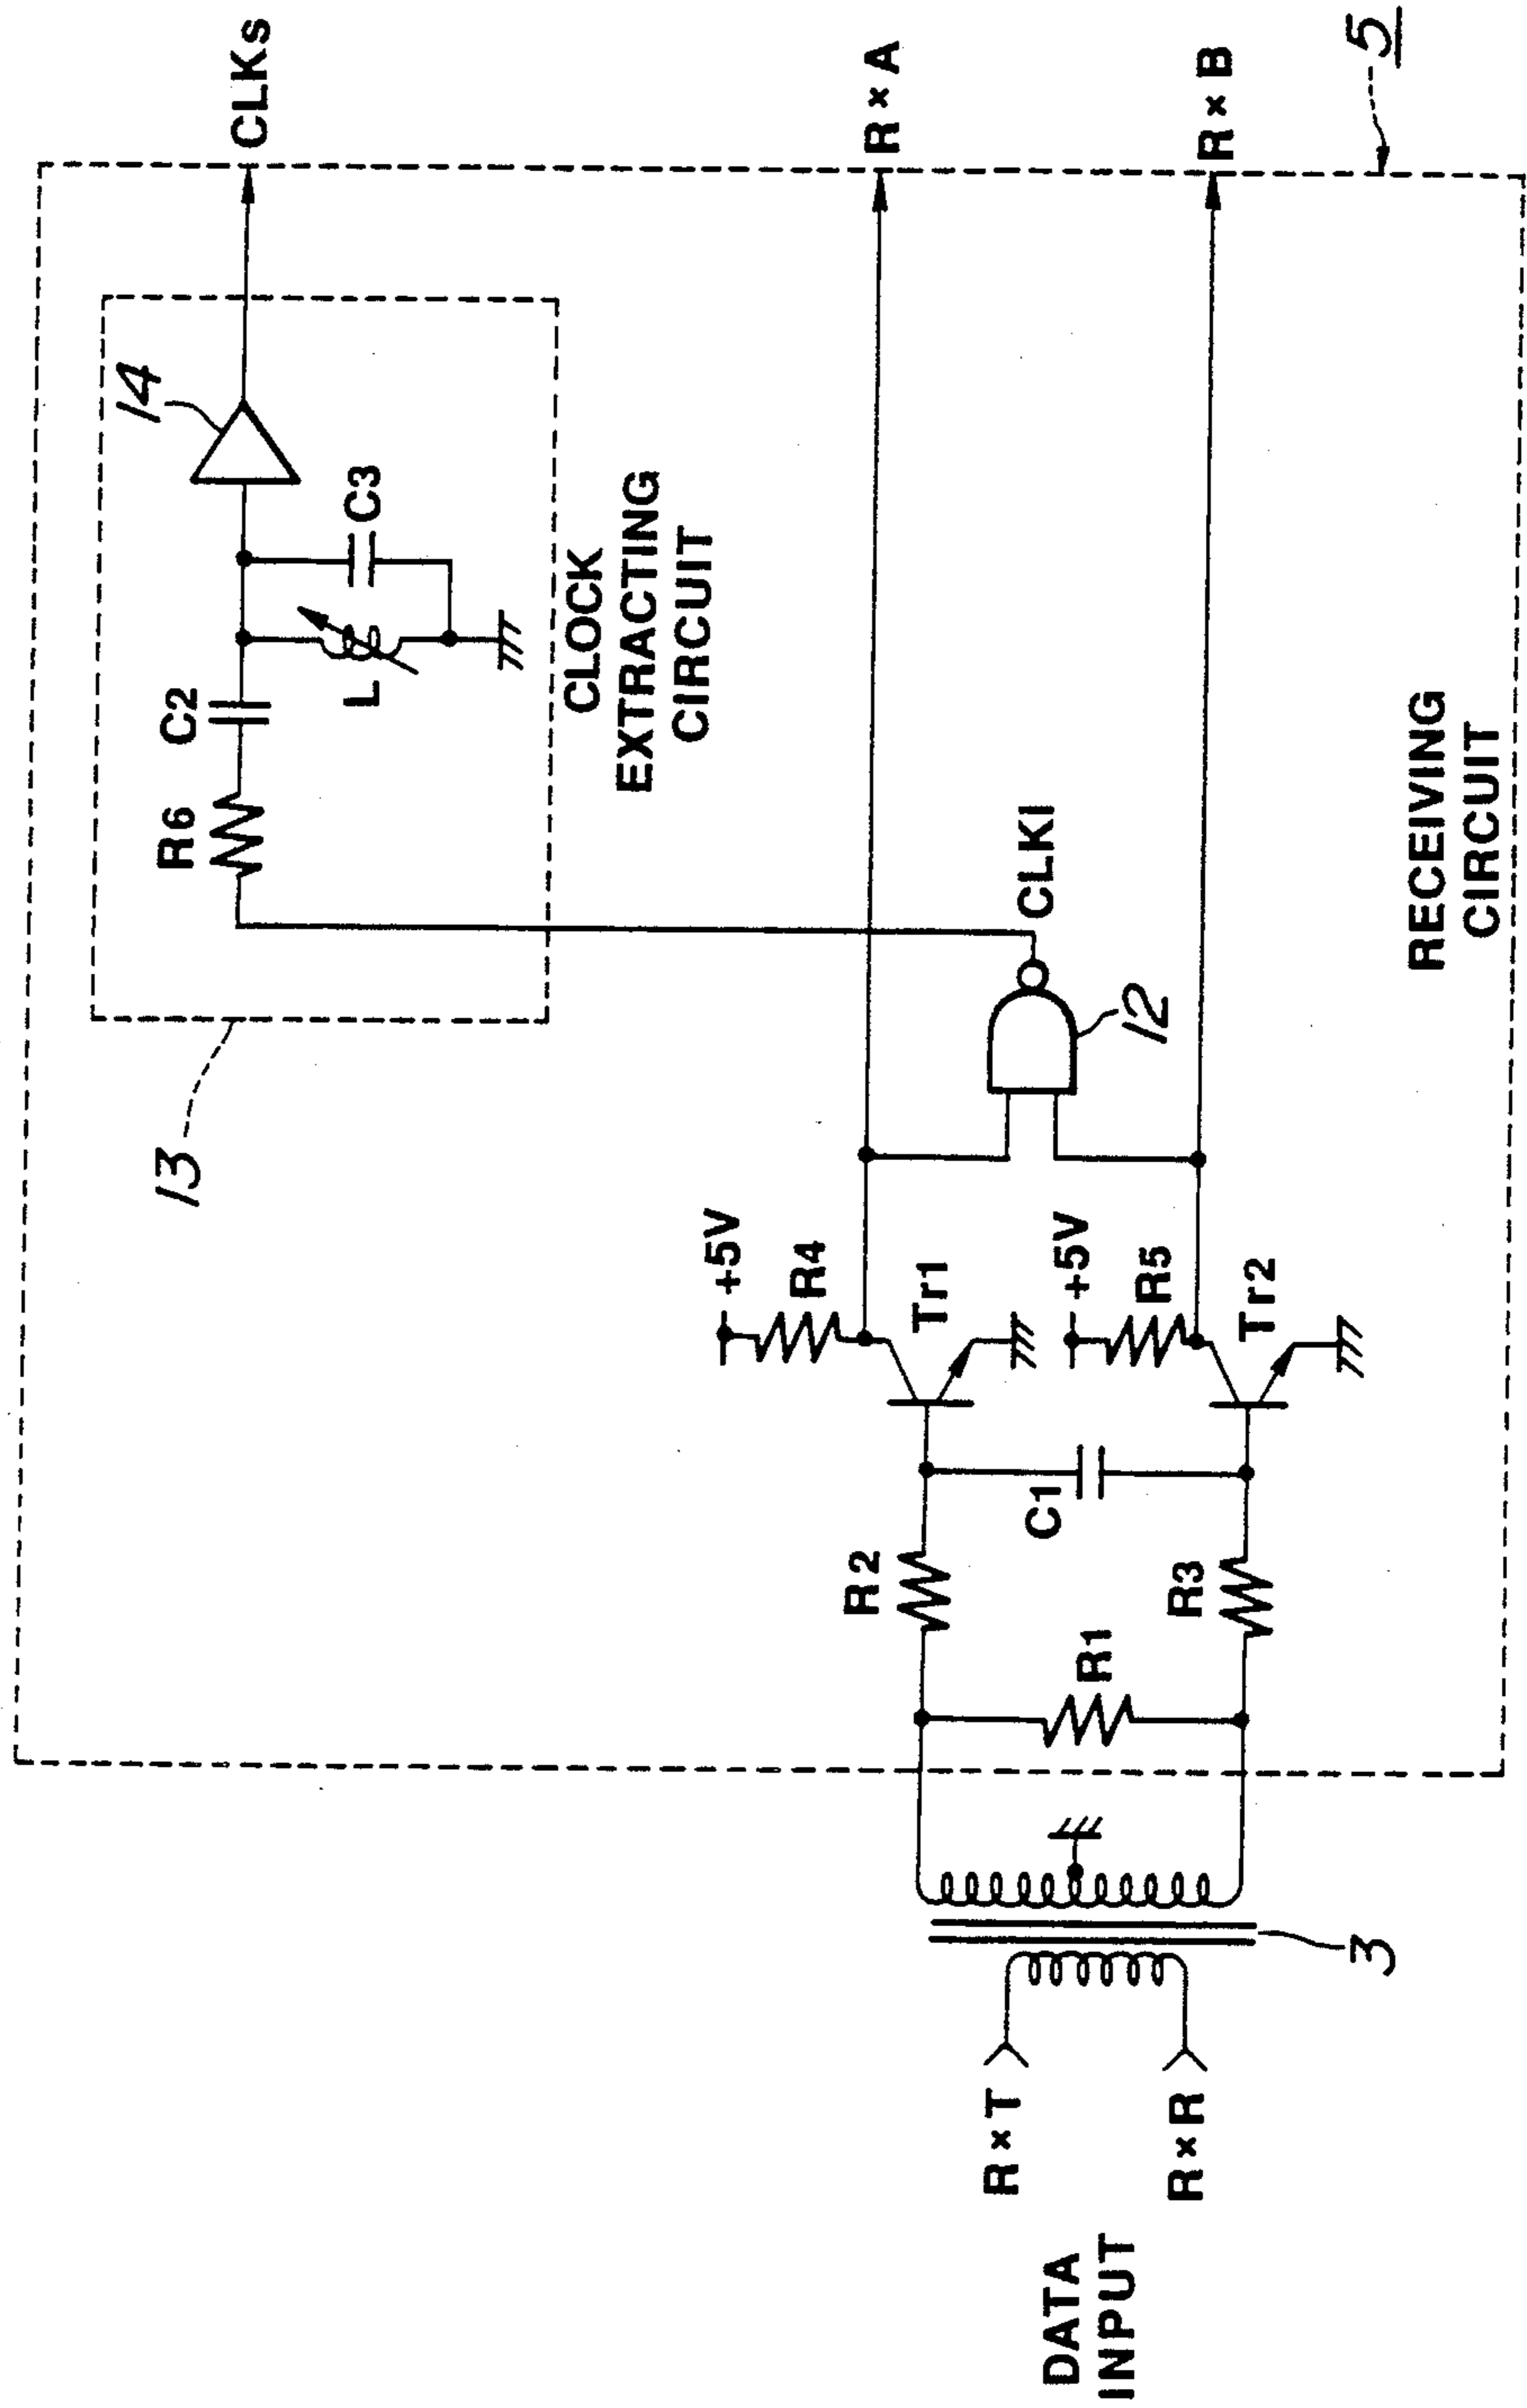 CLKs
14
C2
C3
R6
L
CLOCK
EXTRACTING
CIRCUIT
13
R×A
+5V
R4
Tr1
CLKI
12
R2
C1
+5V
R5
Tr2
R×B
R1
R3
RECEIVING
CIRCUIT
5
DATA
INPUT
R×T
R×R
3